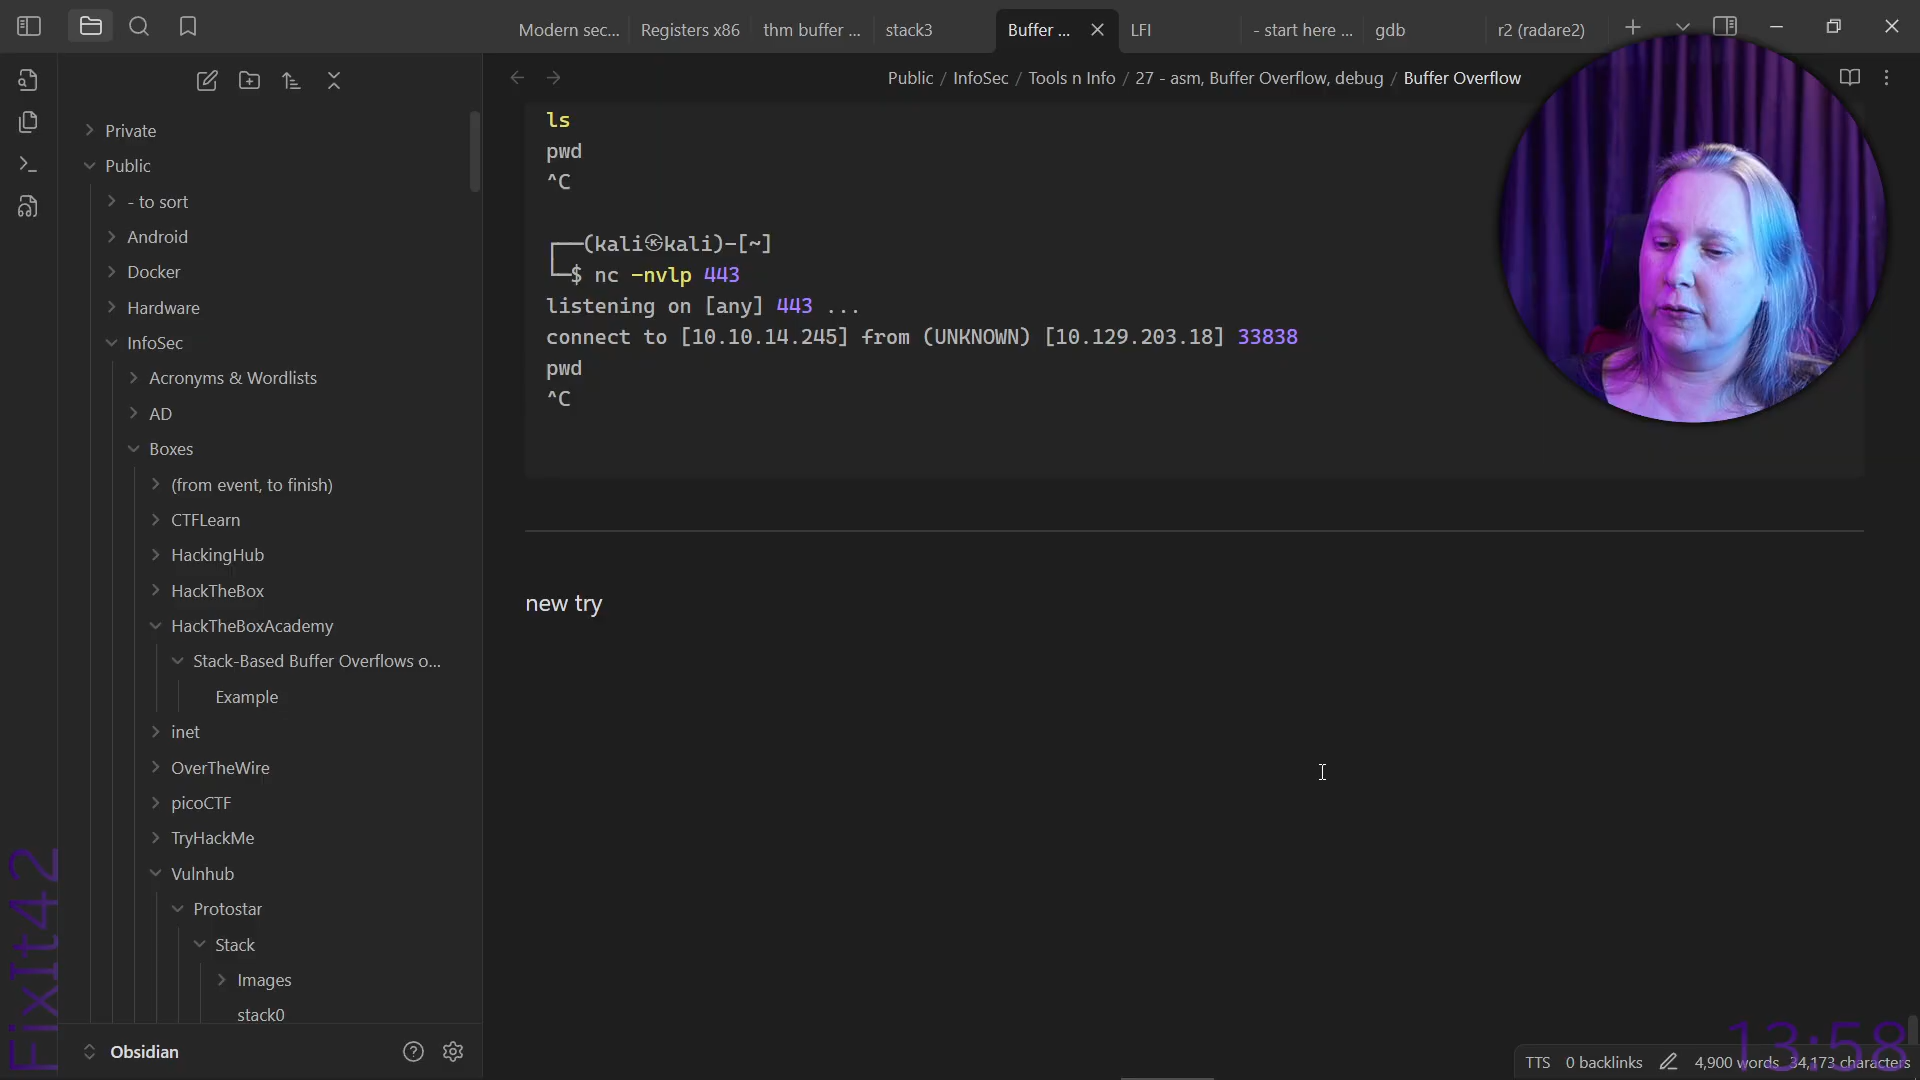 Modern sec...
Registers x86
thm buffer ...
stack3
Buffer ...
LFI
- start here ...
gdb
r2 (radare2)
Public / InfoSec / Tools n Info / 27 - asm, Buffer Overflow, debug / Buffer Overflow
Private
Public
- to sort
Android
Docker
Hardware
InfoSec
Acronyms & Wordlists
AD
Boxes
(from event, to finish)
CTFLearn
HackingHub
HackTheBox
HackTheBoxAcademy
Stack-Based Buffer Overflows o...
Example
inet
OverTheWire
picoCTF
TryHackMe
Vulnhub
Protostar
Stack
Images
stack0
Obsidian
ls
pwd
^C
┌──(kali㉿kali)-[~]
└─$ nc -nvlp 443
listening on [any] 443 ...
connect to [10.10.14.245] from (UNKNOWN) [10.129.203.18] 33838
pwd
^C
new try
TTS 0 backlinks 4,900 words 34,173 characters
13:58
FixIt42